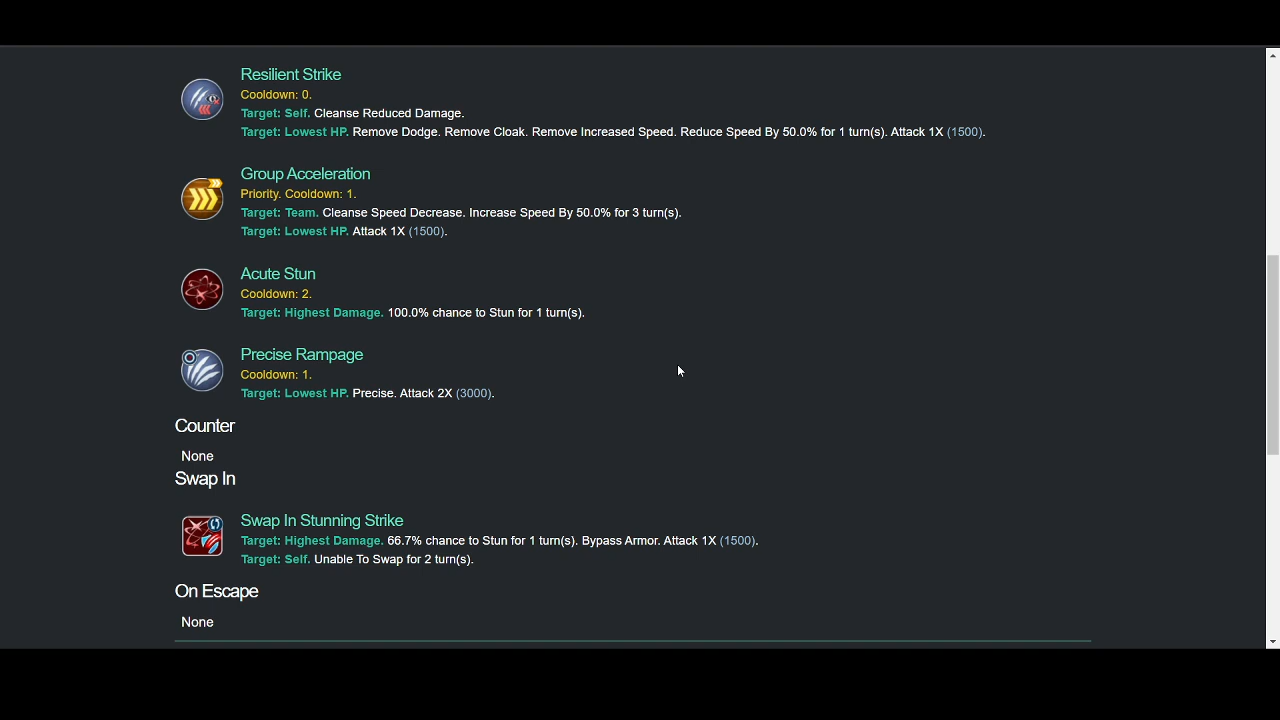 Resilient Strike
Cooldown: 0.
Target: Self. Cleanse Reduced Damage.
Target: Lowest HP. Remove Dodge. Remove Cloak. Remove Increased Speed. Reduce Speed By 50.0% for 1 turn(s). Attack 1X (1500).
Group Acceleration
Priority. Cooldown: 1.
Target: Team. Cleanse Speed Decrease. Increase Speed By 50.0% for 3 turn(s).
Target: Lowest HP. Attack 1X (1500).
Acute Stun
Cooldown: 2.
Target: Highest Damage. 100.0% chance to Stun for 1 turn(s).
Precise Rampage
Cooldown: 1.
Target: Lowest HP. Precise. Attack 2X (3000).
Counter
None
Swap In
Swap In Stunning Strike
Target: Highest Damage. 66.7% chance to Stun for 1 turn(s). Bypass Armor. Attack 1X (1500).
Target: Self. Unable To Swap for 2 turn(s).
On Escape
None